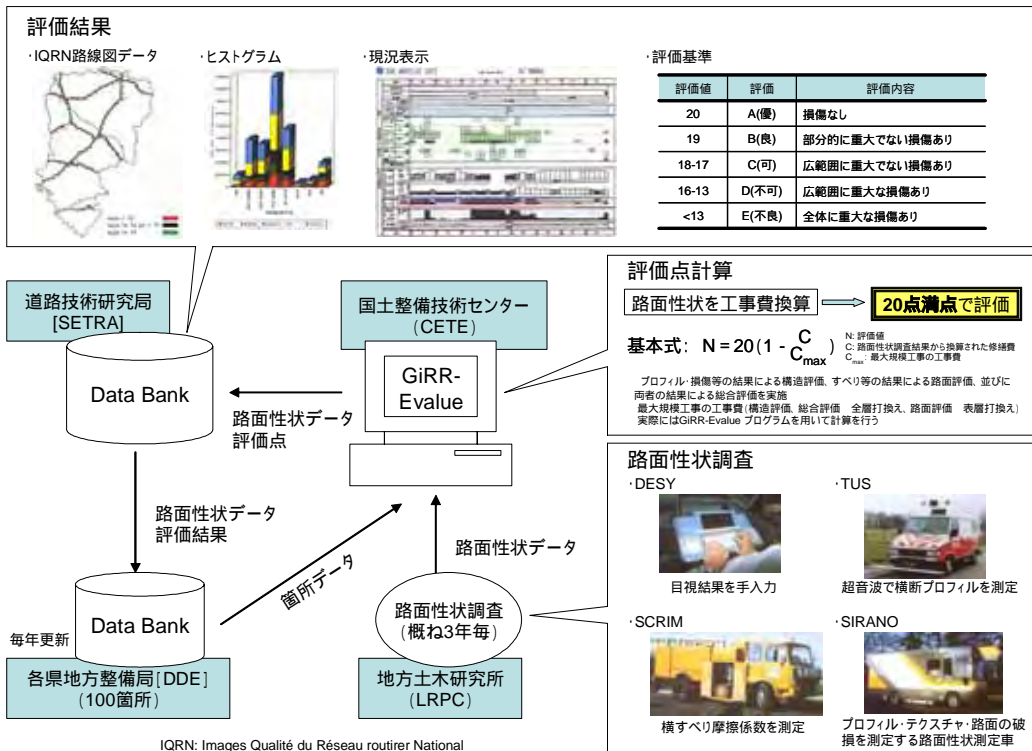 評価結果
·IQRN路線図データ
·ヒストグラム
·現況表示
·評価基準
評価値 評価 評価内容
20 A(優) 損傷なし
19 B(良) 部分的に重大でない損傷あり
18-17 C(可) 広範囲に重大でない損傷あり
16-13 D(不可) 広範囲に重大な損傷あり
<13 E(不良) 全体に重大な損傷あり
道路技術研究局
[SETRA]
Data Bank
国土整備技術センター
(CETE)
GiRR-
Evalue
路面性状データ
評価点
路面性状データ
評価結果
箇所データ
路面性状データ
Data Bank
毎年更新
各県地方整備局[DDE]
(100箇所)
路面性状調査
(概ね3年毎)
地方土木研究所
(LRPC)
IQRN: Images Qualité du Réseau routirer National
評価点計算
路面性状を工事費換算
20点満点で評価
基本式: N = 20(1 - C/Cmax)
N: 評価値
C: 路面性状調査結果から換算された修繕費
Cmax: 最大規模工事の工事費
プロフィル·損傷等の結果による構造評価、すべり等の結果による路面評価、並びに
両者の結果による総合評価を実施
最大規模工事の工事費(構造評価、総合評価 全層打換え、路面評価 表層打換え)
実際にはGiRR-Evalue プログラムを用いて計算を行う
路面性状調査
·DESY
目視結果を手入力
·TUS
超音波で横断プロフィルを測定
·SCRIM
横すべり摩擦係数を測定
·SIRANO
プロフィル·テクスチャ·路面の破
損を測定する路面性状測定車